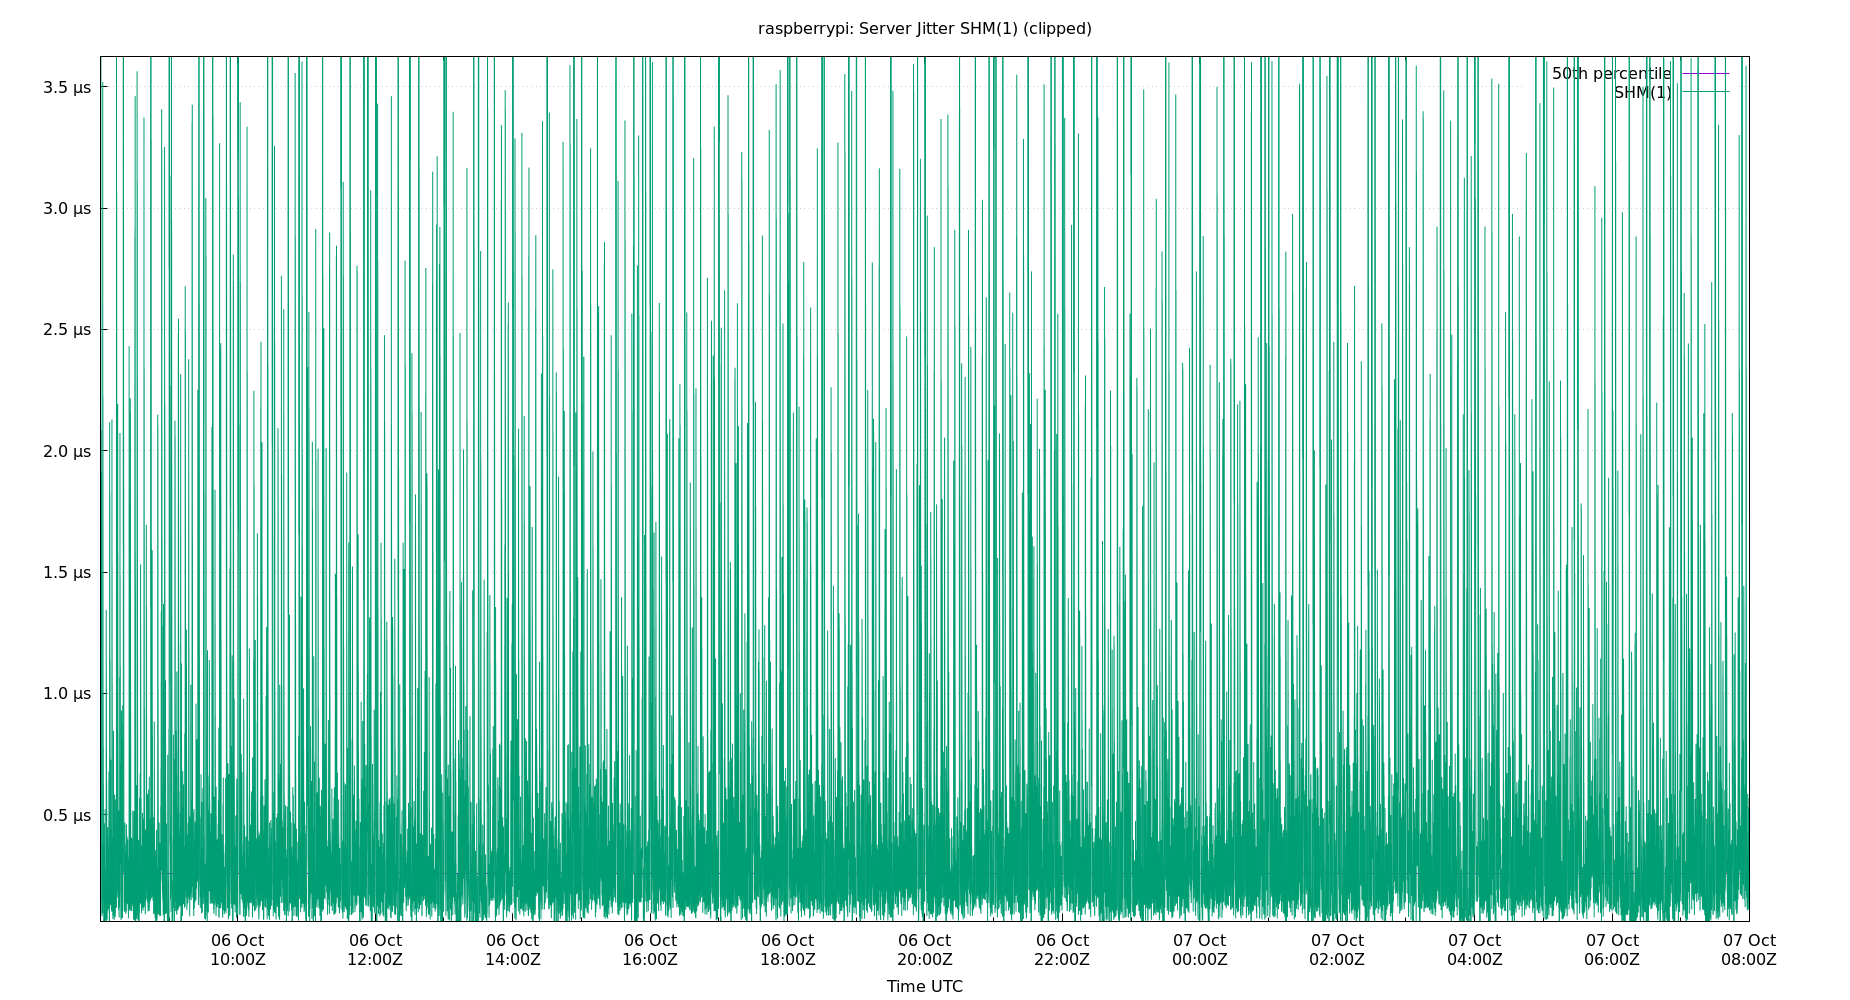 raspberrypi: Server Jitter SHM(1) (clipped)
50th percentile
SHM(1)
3.5 µs
3.0 µs
2.5 µs
2.0 µs
1.5 µs
1.0 µs
0.5 µs
06 Oct 06 Oct 06 Oct 06 Oct 06 Oct 06 Oct 06 Oct 07 Oct 07 Oct 07 Oct 07 Oct 07 Oct
10:00Z 12:00Z 14:00Z 16:00Z 18:00Z 20:00Z 22:00Z 00:00Z 02:00Z 04:00Z 06:00Z 08:00Z
Time UTC